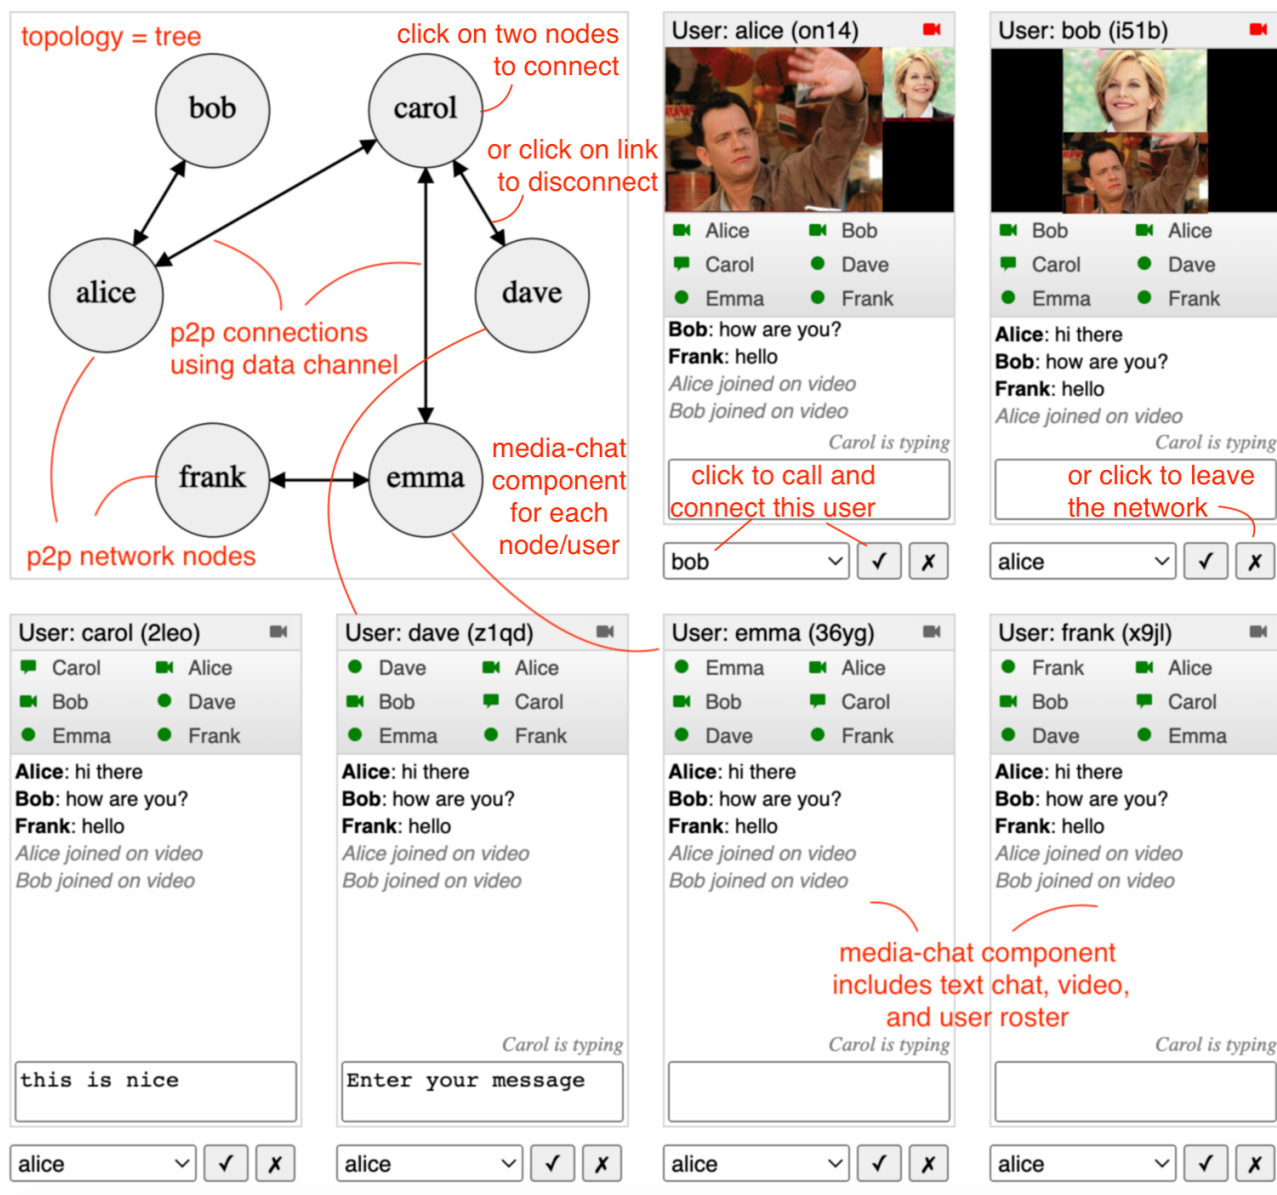 topology = tree
click on two nodes
to connect
bob
carol
or click on link
to disconnect
alice
dave
p2p connections
using data channel
frank
emma
media-chat
component
for each
node/user
p2p network nodes
User: alice (on14)
Alice
Bob
Carol
Dave
Emma
Frank
Bob: how are you?
Frank: hello
Alice joined on video
Bob joined on video
Carol is typing
click to call and
connect this user
bob
✓
✗
User: bob (i51b)
Bob
Alice
Carol
Dave
Emma
Frank
Alice: hi there
Bob: how are you?
Frank: hello
Alice joined on video
Carol is typing
or click to leave
the network
alice
✓
✗
User: carol (2leo)
Carol
Alice
Bob
Dave
Emma
Frank
Alice: hi there
Bob: how are you?
Frank: hello
Alice joined on video
Bob joined on video
this is nice
alice
✓
✗
User: dave (z1qd)
Dave
Alice
Bob
Carol
Emma
Frank
Alice: hi there
Bob: how are you?
Frank: hello
Alice joined on video
Bob joined on video
Carol is typing
Enter your message
alice
✓
✗
User: emma (36yg)
Emma
Alice
Bob
Carol
Dave
Frank
Alice: hi there
Bob: how are you?
Frank: hello
Alice joined on video
Bob joined on video
media-chat component
includes text chat, video,
and user roster
Carol is typing
alice
✓
✗
User: frank (x9jl)
Frank
Alice
Bob
Carol
Dave
Emma
Alice: hi there
Bob: how are you?
Frank: hello
Alice joined on video
Bob joined on video
Carol is typing
alice
✓
✗